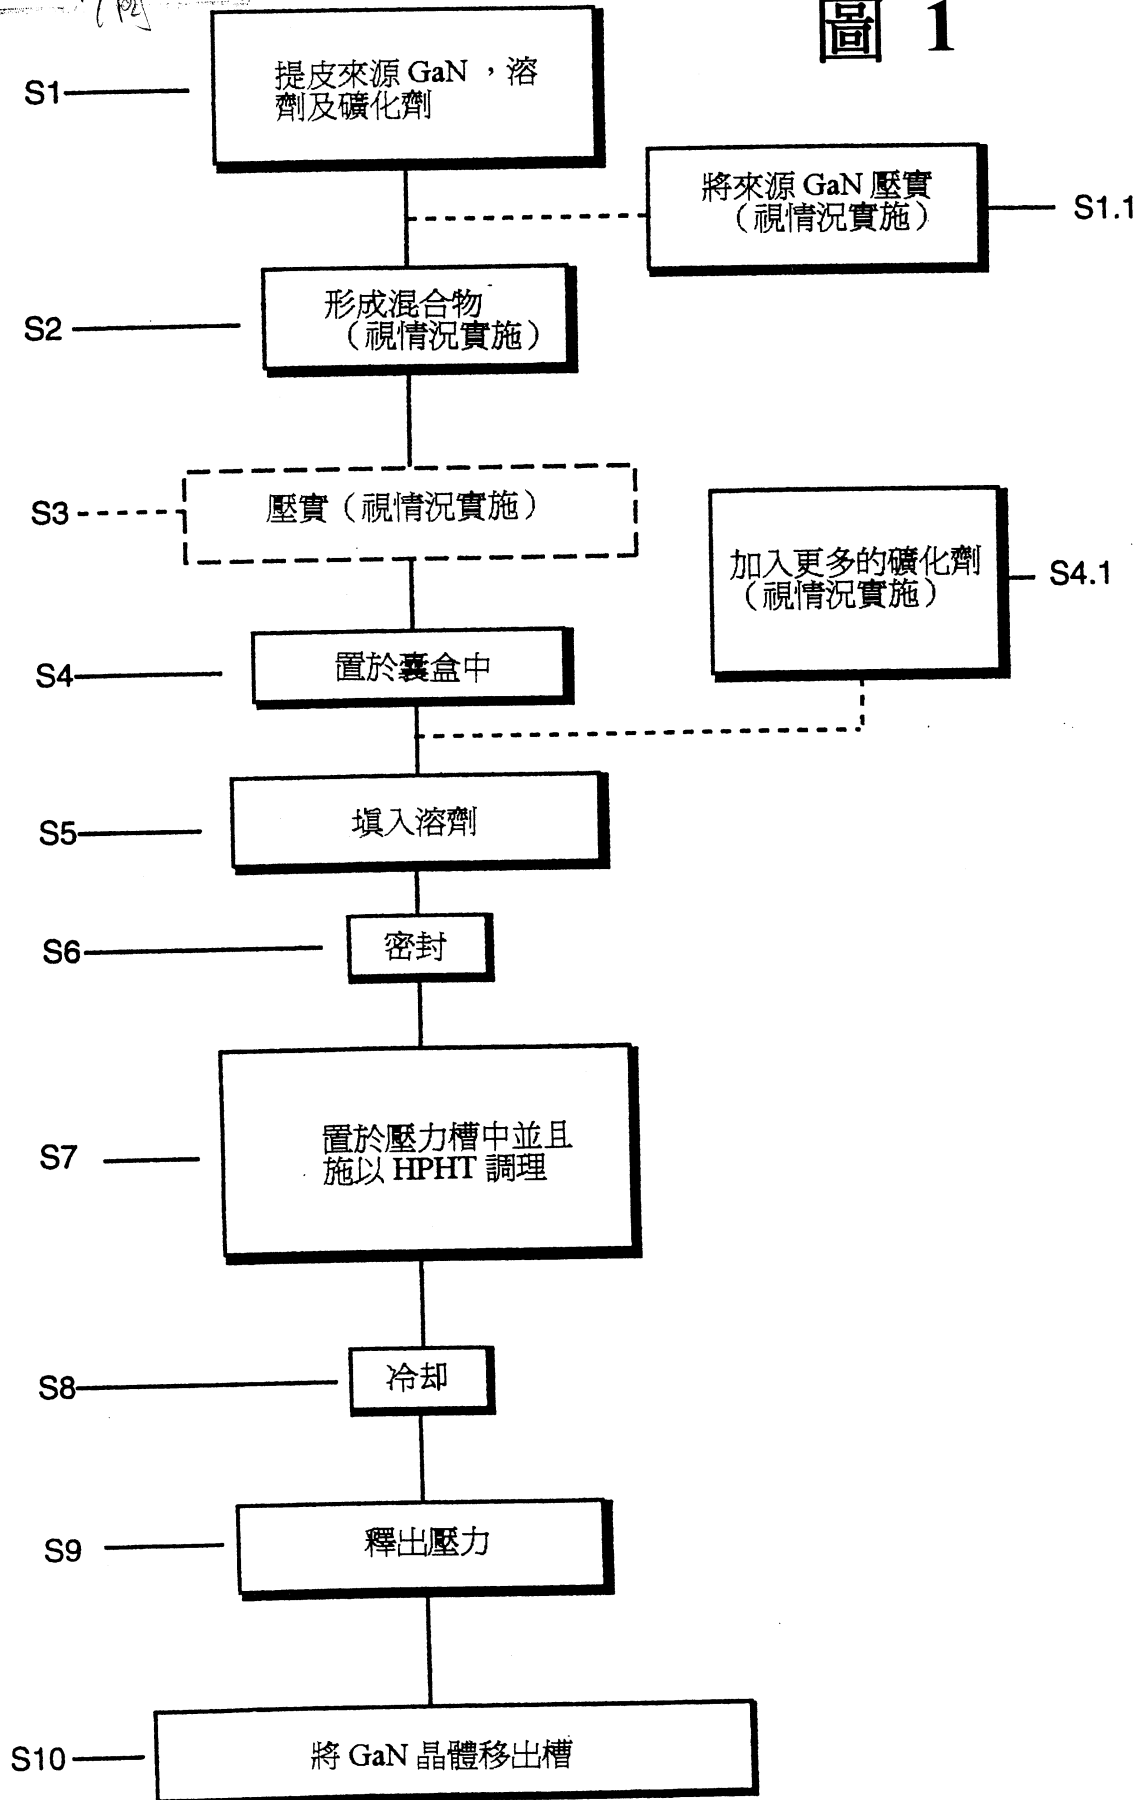 圖 1
S1
提皮來源 GaN ，溶
劑及礦化劑
將來源 GaN 壓實
（視情況實施）
S1.1
S2
形成混合物
（視情況實施）
S3
壓實（視情況實施）
加入更多的礦化劑
（視情況實施）
S4.1
S4
置於囊盒中
S5
填入溶劑
S6
密封
S7
置於壓力槽中並且
施以 HPHT 調理
S8
冷却
S9
釋出壓力
S10
將 GaN 晶體移出槽